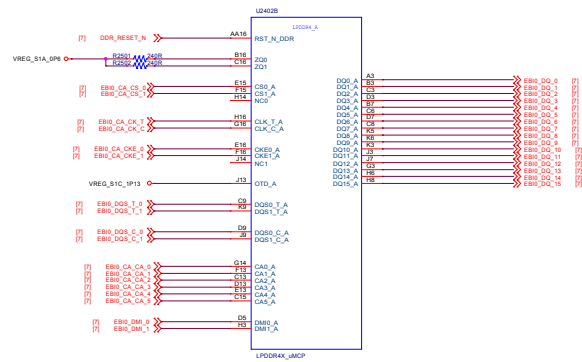 U2402B
LPDDR4_A
[7] DDR_RESET_N AA16 RST_N_DDR
VREG_S1A_0P6 R2501 240R B16 ZQ0
R2502 240R C16 ZQ1
[7] EBI0_CA_CS_0 E15 CS0_A
[7] EBI0_CA_CS_1 F15 CS1_A
H14 NC0
[7] EBI0_CA_CK_T H16 CLK_T_A
[7] EBI0_CA_CK_C G16 CLK_C_A
[7] EBI0_CA_CKE_0 E16 CKE0_A
[7] EBI0_CA_CKE_1 F16 CKE1_A
J14 NC1
VREG_S1C_1P13 J13 OTD_A
[7] EBI0_DQS_T_0 C9 DQS0_T_A
[7] EBI0_DQS_T_1 K9 DQS1_T_A
[7] EBI0_DQS_C_0 D9 DQS0_C_A
[7] EBI0_DQS_C_1 J9 DQS1_C_A
[7] EBI0_CA_CA_0 G14 CA0_A
[7] EBI0_CA_CA_1 F13 CA1_A
[7] EBI0_CA_CA_2 C13 CA2_A
[7] EBI0_CA_CA_3 D13 CA3_A
[7] EBI0_CA_CA_4 E13 CA4_A
[7] EBI0_CA_CA_5 C15 CA5_A
[7] EBI0_DMI_0 D5 DMI0_A
[7] EBI0_DMI_1 H3 DMI1_A
DQ0_A A3 EBI0_DQ_0 [7]
DQ1_A B3 EBI0_DQ_1 [7]
DQ2_A C3 EBI0_DQ_2 [7]
DQ3_A D3 EBI0_DQ_3 [7]
DQ4_A B7 EBI0_DQ_4 [7]
DQ5_A C6 EBI0_DQ_5 [7]
DQ6_A D7 EBI0_DQ_6 [7]
DQ7_A C8 EBI0_DQ_7 [7]
DQ8_A K5 EBI0_DQ_8 [7]
DQ9_A K6 EBI0_DQ_9 [7]
DQ10_A K3 EBI0_DQ_10 [7]
DQ11_A J3 EBI0_DQ_11 [7]
DQ12_A J7 EBI0_DQ_12 [7]
DQ13_A G3 EBI0_DQ_13 [7]
DQ14_A H6 EBI0_DQ_14 [7]
DQ15_A H8 EBI0_DQ_15 [7]
LPDDR4X_uMCP